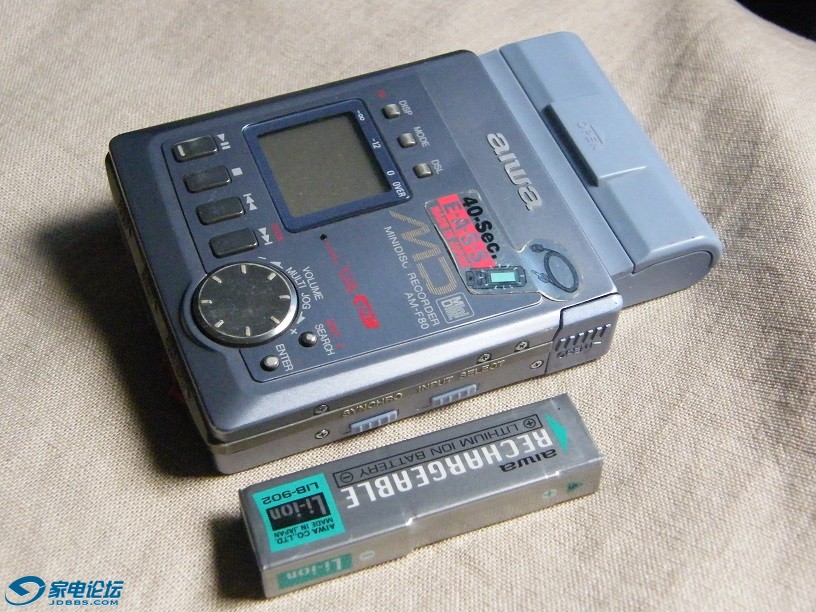 DISP
MODE
DSL
-∞ -12 0 OVER
aiwa
40-Sec.
EASS
MD
MINIDISC RECORDER
AM-F80
VOLUME
MULTI JOG
SEARCH
ENTER
OPEN
SYNCHRO
INPUT SELECT
aiwa
RECHARGEABLE
LITHIUM ION BATTERY
LIB-902
Li-ion
AIWA CO.,LTD.
MADE IN JAPAN
Li-ion
家电论坛
JDBBS.COM